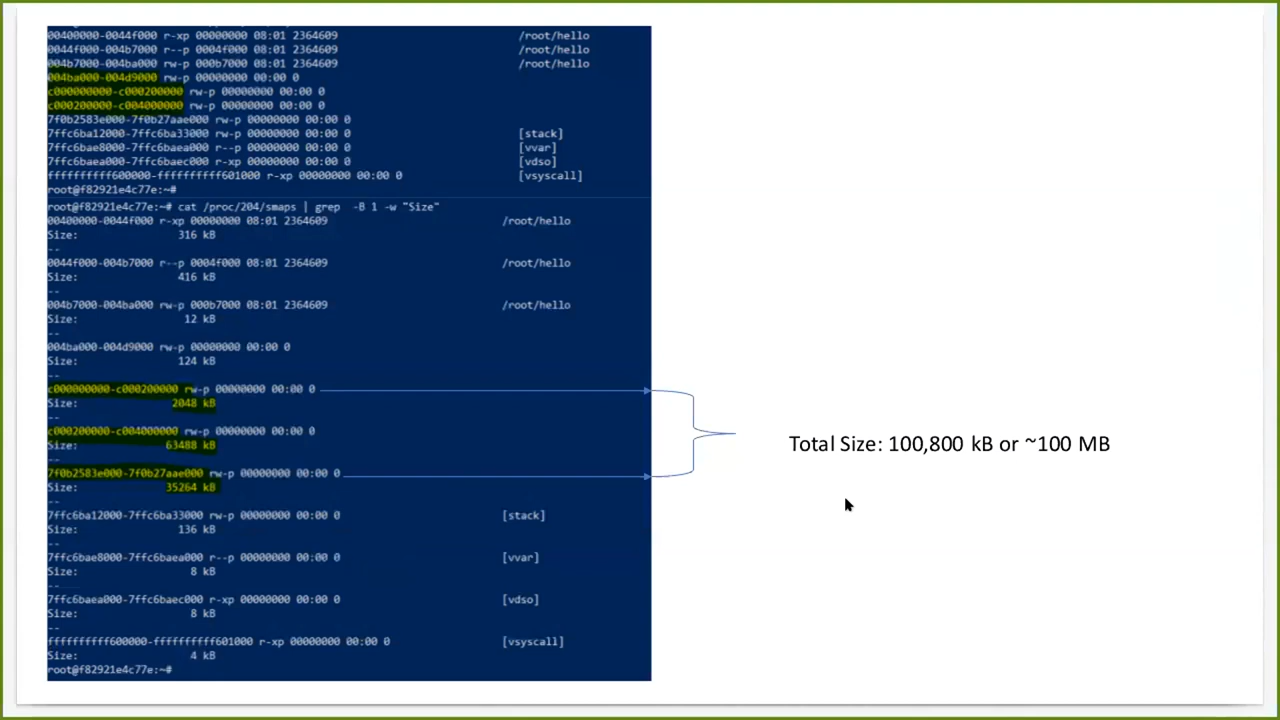 00400000-0044f000 r-xp 00000000 08:01 2364609 /root/hello
0044f000-004b7000 r--p 0004f000 08:01 2364609 /root/hello
004b7000-004ba000 rw-p 000b7000 08:01 2364609 /root/hello
004ba000-004d9000 rw-p 00000000 00:00 0
c000000000-c000200000 rw-p 00000000 00:00 0
c000200000-c004000000 rw-p 00000000 00:00 0
7f0b2583e000-7f0b27aae000 rw-p 00000000 00:00 0
7ffc6ba12000-7ffc6ba33000 rw-p 00000000 00:00 0 [stack]
7ffc6bae8000-7ffc6baea000 r--p 00000000 00:00 0 [vvar]
7ffc6baea000-7ffc6baec000 r-xp 00000000 00:00 0 [vdso]
ffffffffff600000-ffffffffff601000 r-xp 00000000 00:00 0 [vsyscall]
root@f82921e4c77e:~#
root@f82921e4c77e:~# cat /proc/204/smaps | grep -B 1 -w "Size"
00400000-0044f000 r-xp 00000000 08:01 2364609 /root/hello
Size: 316 kB
--
0044f000-004b7000 r--p 0004f000 08:01 2364609 /root/hello
Size: 416 kB
--
004b7000-004ba000 rw-p 000b7000 08:01 2364609 /root/hello
Size: 12 kB
--
004ba000-004d9000 rw-p 00000000 00:00 0
Size: 124 kB
--
c000000000-c000200000 rw-p 00000000 00:00 0
Size: 2048 kB
--
c000200000-c004000000 rw-p 00000000 00:00 0
Size: 63488 kB
--
7f0b2583e000-7f0b27aae000 rw-p 00000000 00:00 0
Size: 35264 kB
--
7ffc6ba12000-7ffc6ba33000 rw-p 00000000 00:00 0 [stack]
Size: 136 kB
--
7ffc6bae8000-7ffc6baea000 r--p 00000000 00:00 0 [vvar]
Size: 8 kB
--
7ffc6baea000-7ffc6baec000 r-xp 00000000 00:00 0 [vdso]
Size: 8 kB
--
ffffffffff600000-ffffffffff601000 r-xp 00000000 00:00 0 [vsyscall]
Size: 4 kB
root@f82921e4c77e:~#
Total Size: 100,800 kB or ~100 MB